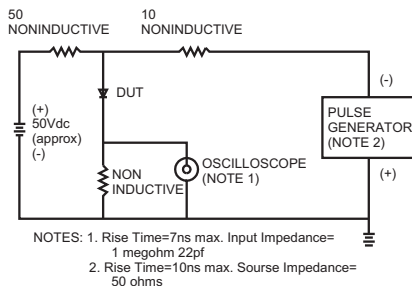 50
NONINDUCTIVE
10
NONINDUCTIVE
(+)
50Vdc
(approx)
(-)
DUT
NON
INDUCTIVE
OSCILLOSCOPE
(NOTE 1)
(-)
PULSE
GENERATOR
(NOTE 2)
(+)
NOTES: 1. Rise Time=7ns max. Input Impedance=
1 megohm 22pf
2. Rise Time=10ns max. Sourse Impedance=
50 ohms